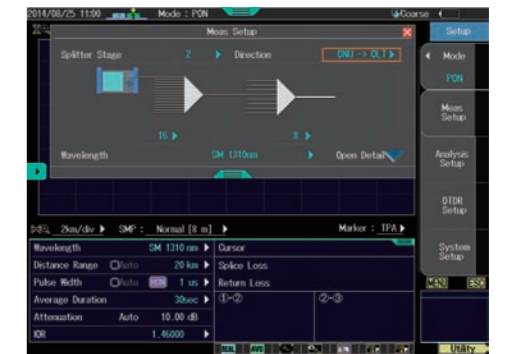 2014/08/25 11:00 Mode : PON Coarse
Meas Setup
Setup
Splitter Stage 2 Direction ONU -> OLT
Mode
PON
Meas
Setup
16 8
Wavelength SM 1310nm Open Detail
Analysis
Setup
OTDR
Setup
2km/div SMP : Normal [8 m] Marker : TPA
Wavelength SM 1310 nm Cursor
System
Setup
Distance Range Auto 20 km Splice Loss
Pulse Width Auto 1 us Return Loss
MENU ESC
Average Duration 30sec ①-② ②-③
Attenuation Auto 10.00 dB
IOR 1.46000
REAL AVG
Utility